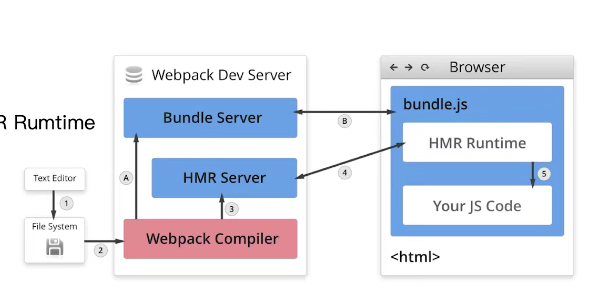 Webpack Dev Server
Browser
bundle.js
Bundle Server
B
R Rumtime
HMR Runtime
HMR Server
4
5
A
Text Editor
1
3
Your JS Code
File System
Webpack Compiler
2
<html>